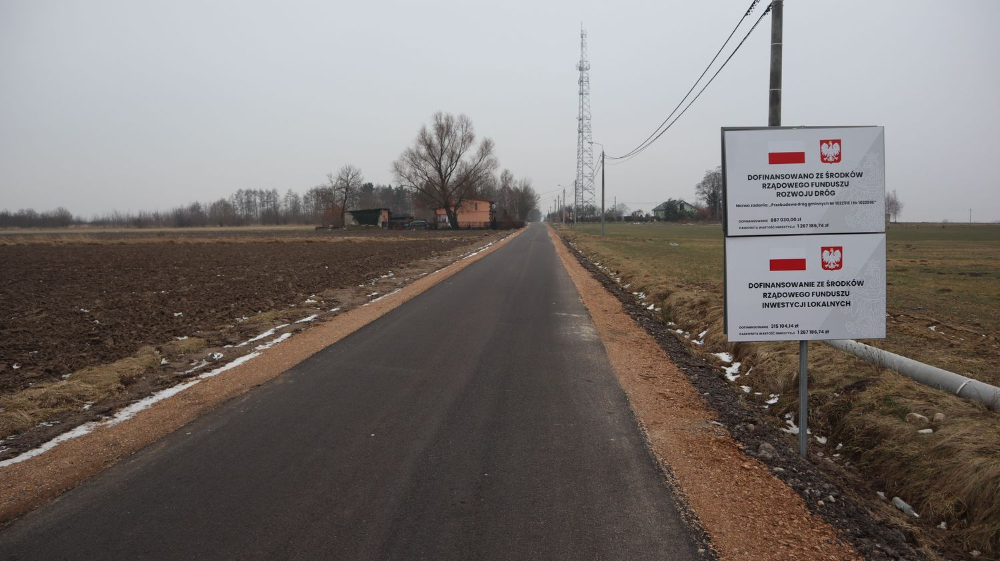 DOFINANSOWANO ZE ŚRODKÓW
RZĄDOWEGO FUNDUSZU
ROZWOJU DRÓG
Nazwa zadania: „Przebudowa dróg gminnych Nr 102251E i Nr 102259E"
DOFINANSOWANIE 887 030,00 zł
CAŁKOWITA WARTOŚĆ INWESTYCJI 1 267 186,74 zł
DOFINANSOWANIE ZE ŚRODKÓW
RZĄDOWEGO FUNDUSZU
INWESTYCJI LOKALNYCH
DOFINANSOWANIE 315 104,14 zł
CAŁKOWITA WARTOŚĆ INWESTYCJI 1 267 186,74 zł